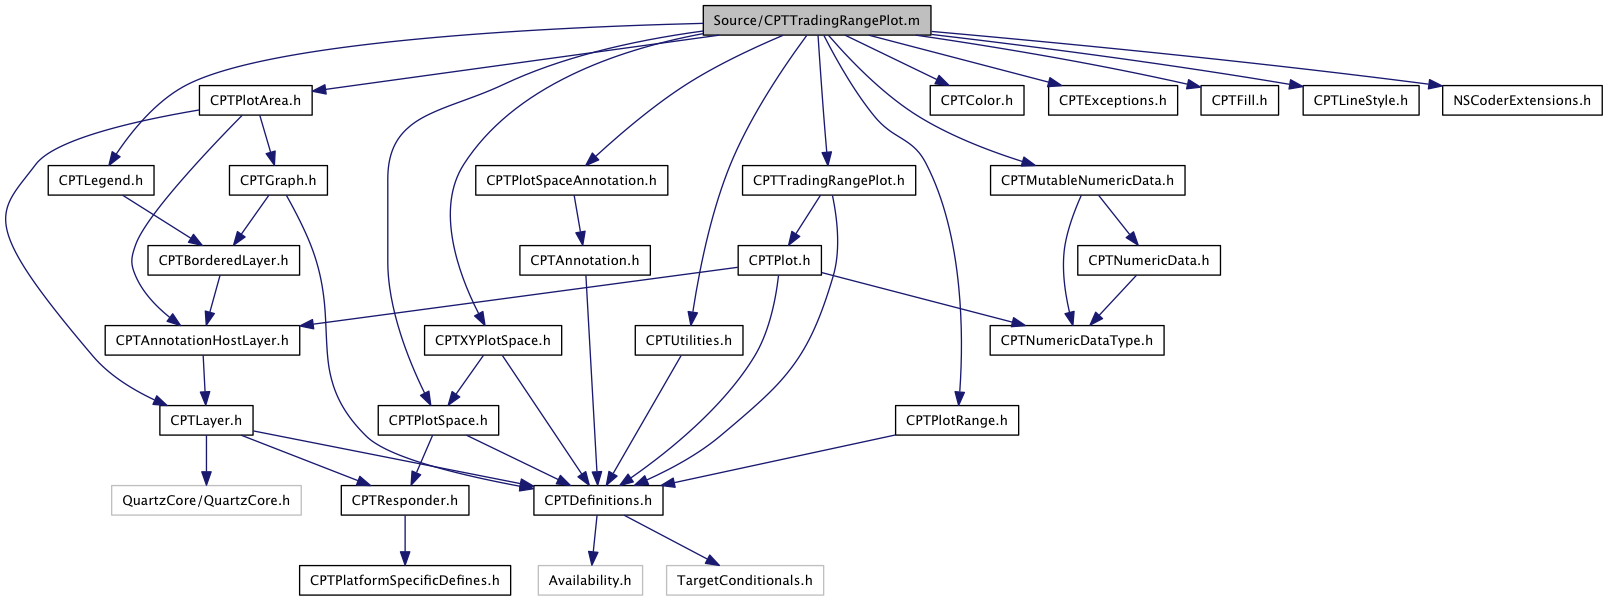 Source/CPTTradingRangePlot.m
CPTPlotArea.h
CPTColor.h
CPTExceptions.h
CPTFill.h
CPTLineStyle.h
NSCoderExtensions.h
CPTLegend.h
CPTGraph.h
CPTPlotSpaceAnnotation.h
CPTTradingRangePlot.h
CPTMutableNumericData.h
CPTBorderedLayer.h
CPTAnnotation.h
CPTPlot.h
CPTNumericData.h
CPTAnnotationHostLayer.h
CPTXYPlotSpace.h
CPTUtilities.h
CPTNumericDataType.h
CPTLayer.h
CPTPlotSpace.h
CPTPlotRange.h
QuartzCore/QuartzCore.h
CPTResponder.h
CPTDefinitions.h
CPTPlatformSpecificDefines.h
Availability.h
TargetConditionals.h